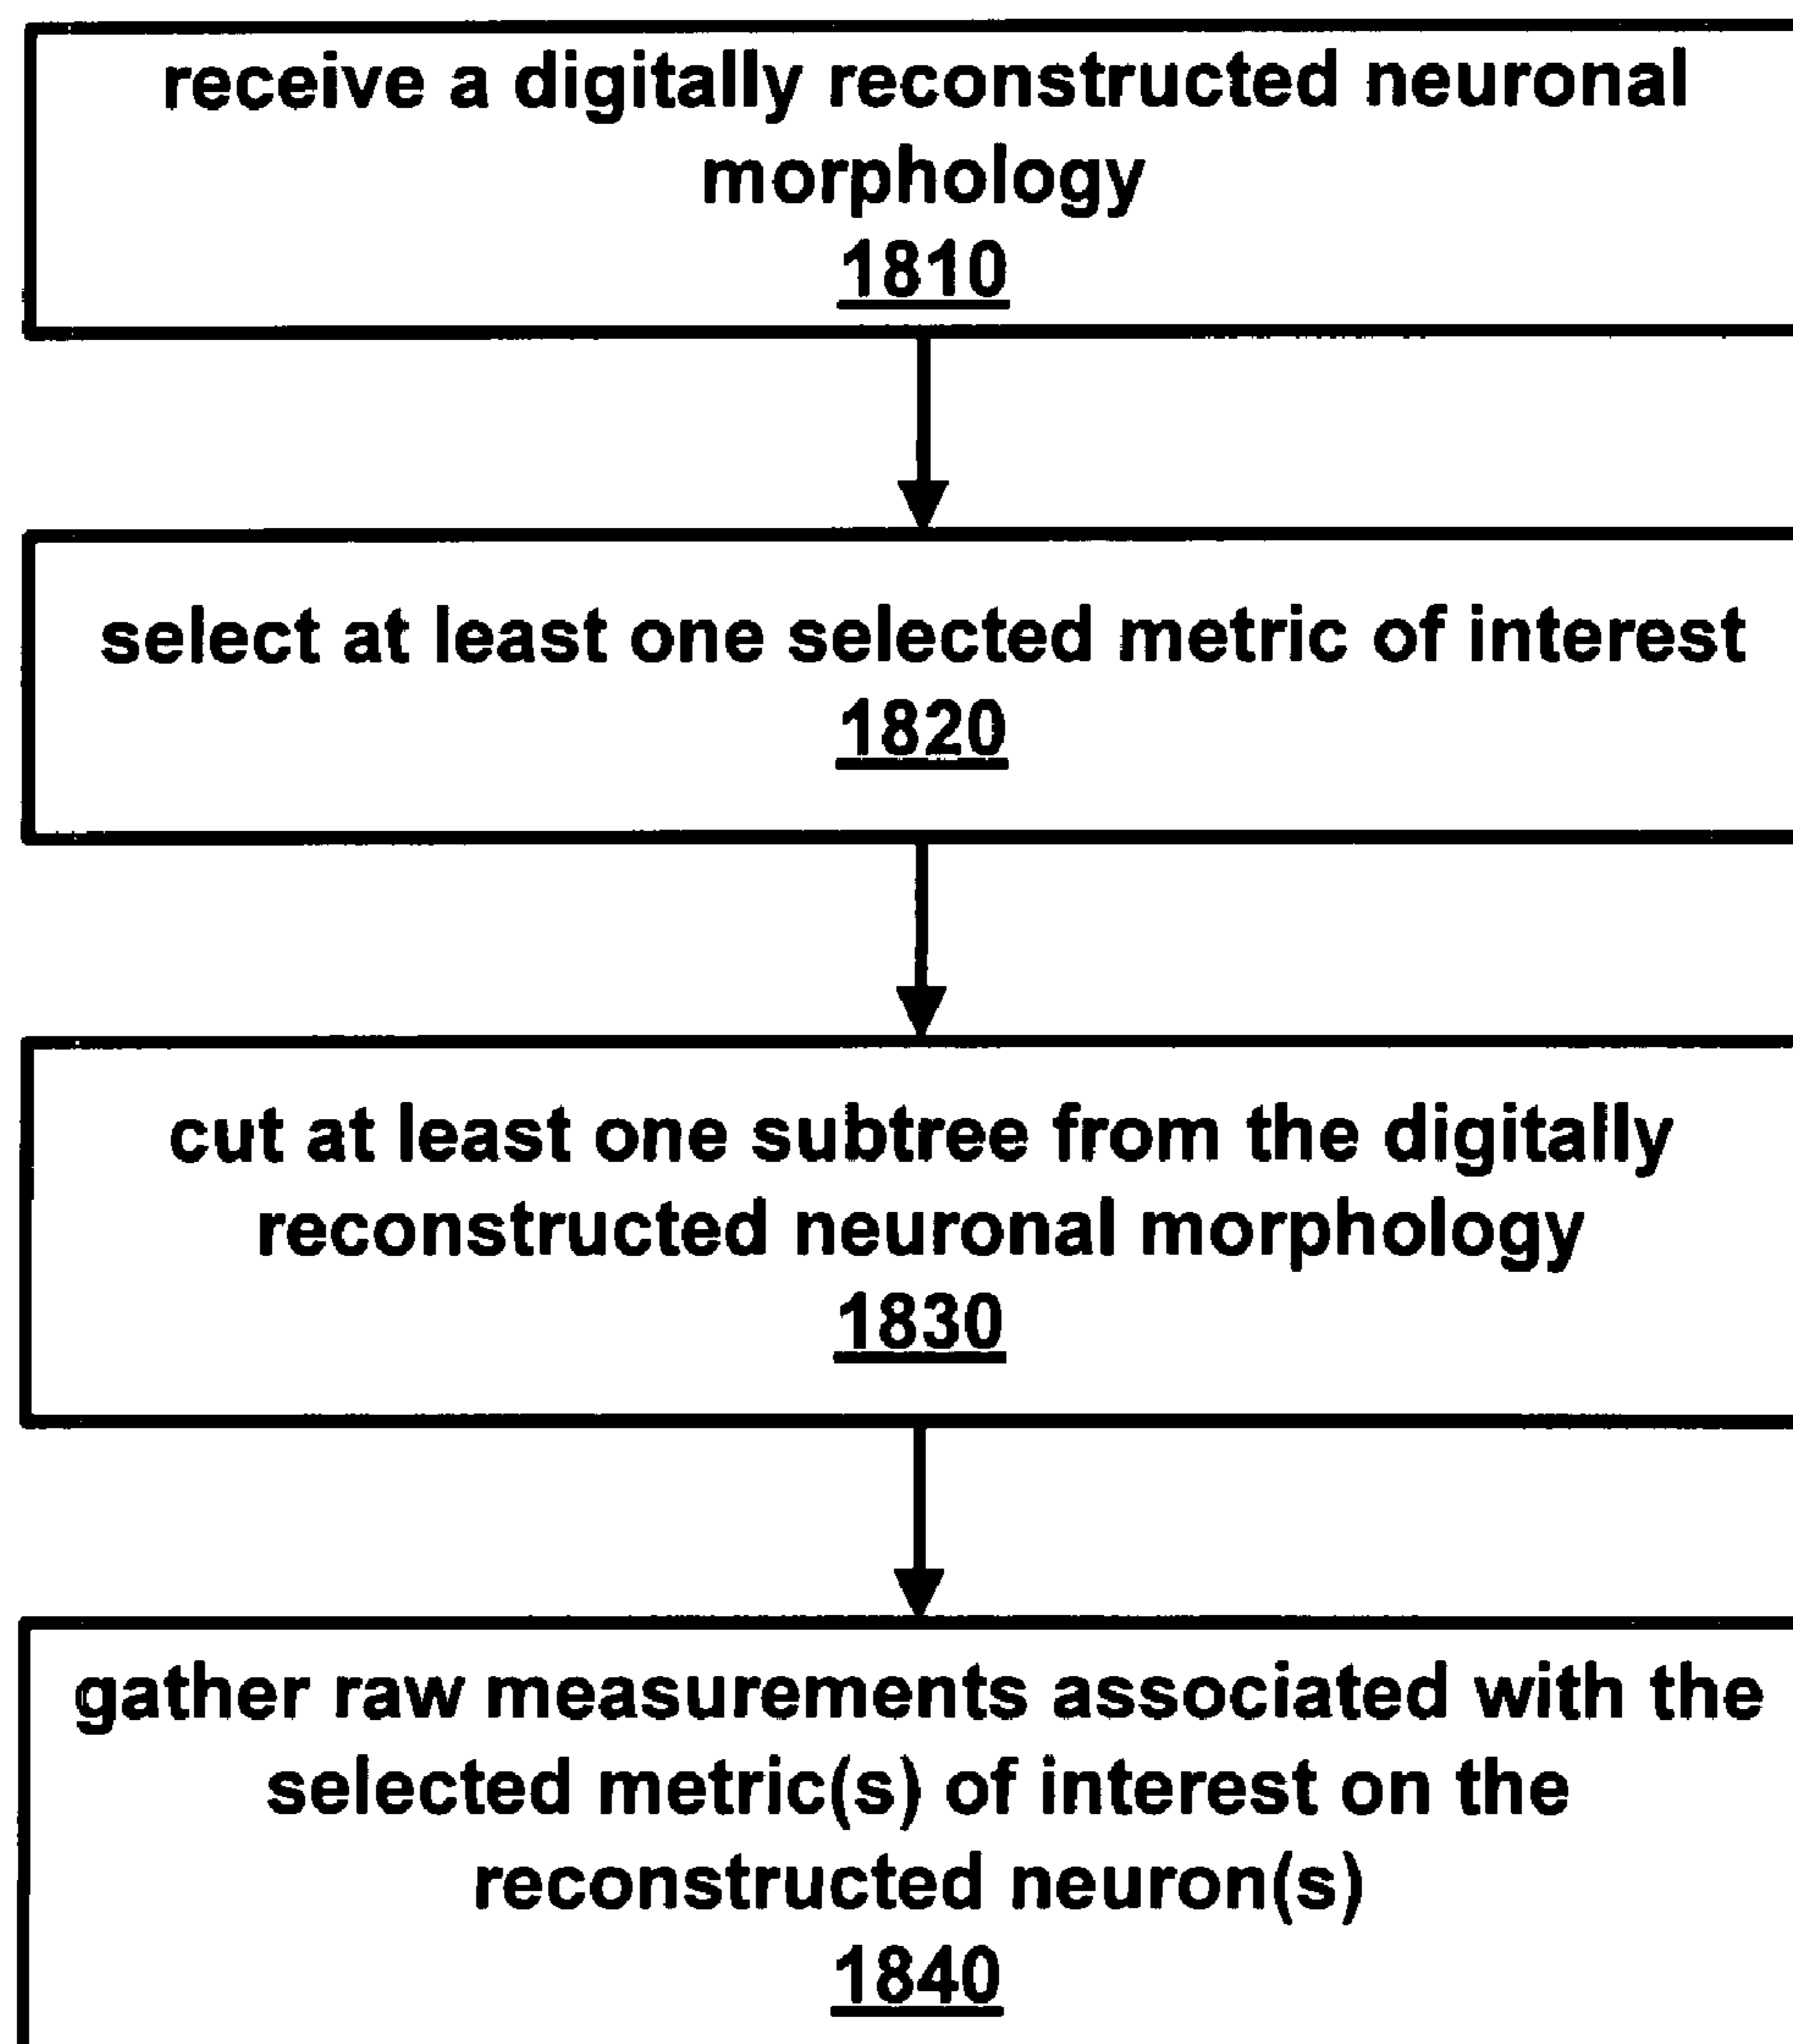 receive a digitally reconstructed neuronal
morphology
1810
select at least one selected metric of interest
1820
cut at least one subtree from the digitally
reconstructed neuronal morphology
1830
gather raw measurements associated with the
selected metric(s) of interest on the
reconstructed neuron(s)
1840